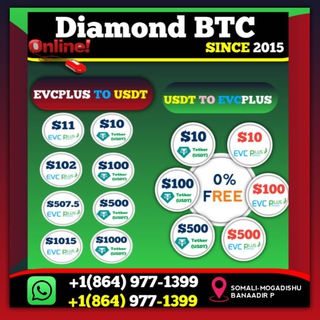 Diamond BTC
Online!
SINCE 2015
EVCPLUS TO USDT
USDT TO EVCPLUS
$11
EVC PLUS
$10
Tether
(USDT)
$102
EVC PLUS
$100
Tether
(USDT)
$507.5
EVC PLUS
$500
Tether
(USDT)
$1015
EVC PLUS
$1000
Tether
(USDT)
$10
Tether
(USDT)
$10
EVC PLUS
$100
Tether
(USDT)
0%
FREE
$100
EVC PLUS
$500
Tether
(USDT)
$500
EVC PLUS
+1(864) 977-1399
+1(864) 977-1399
SOMALI-MOGADISHU
BANAADIR P